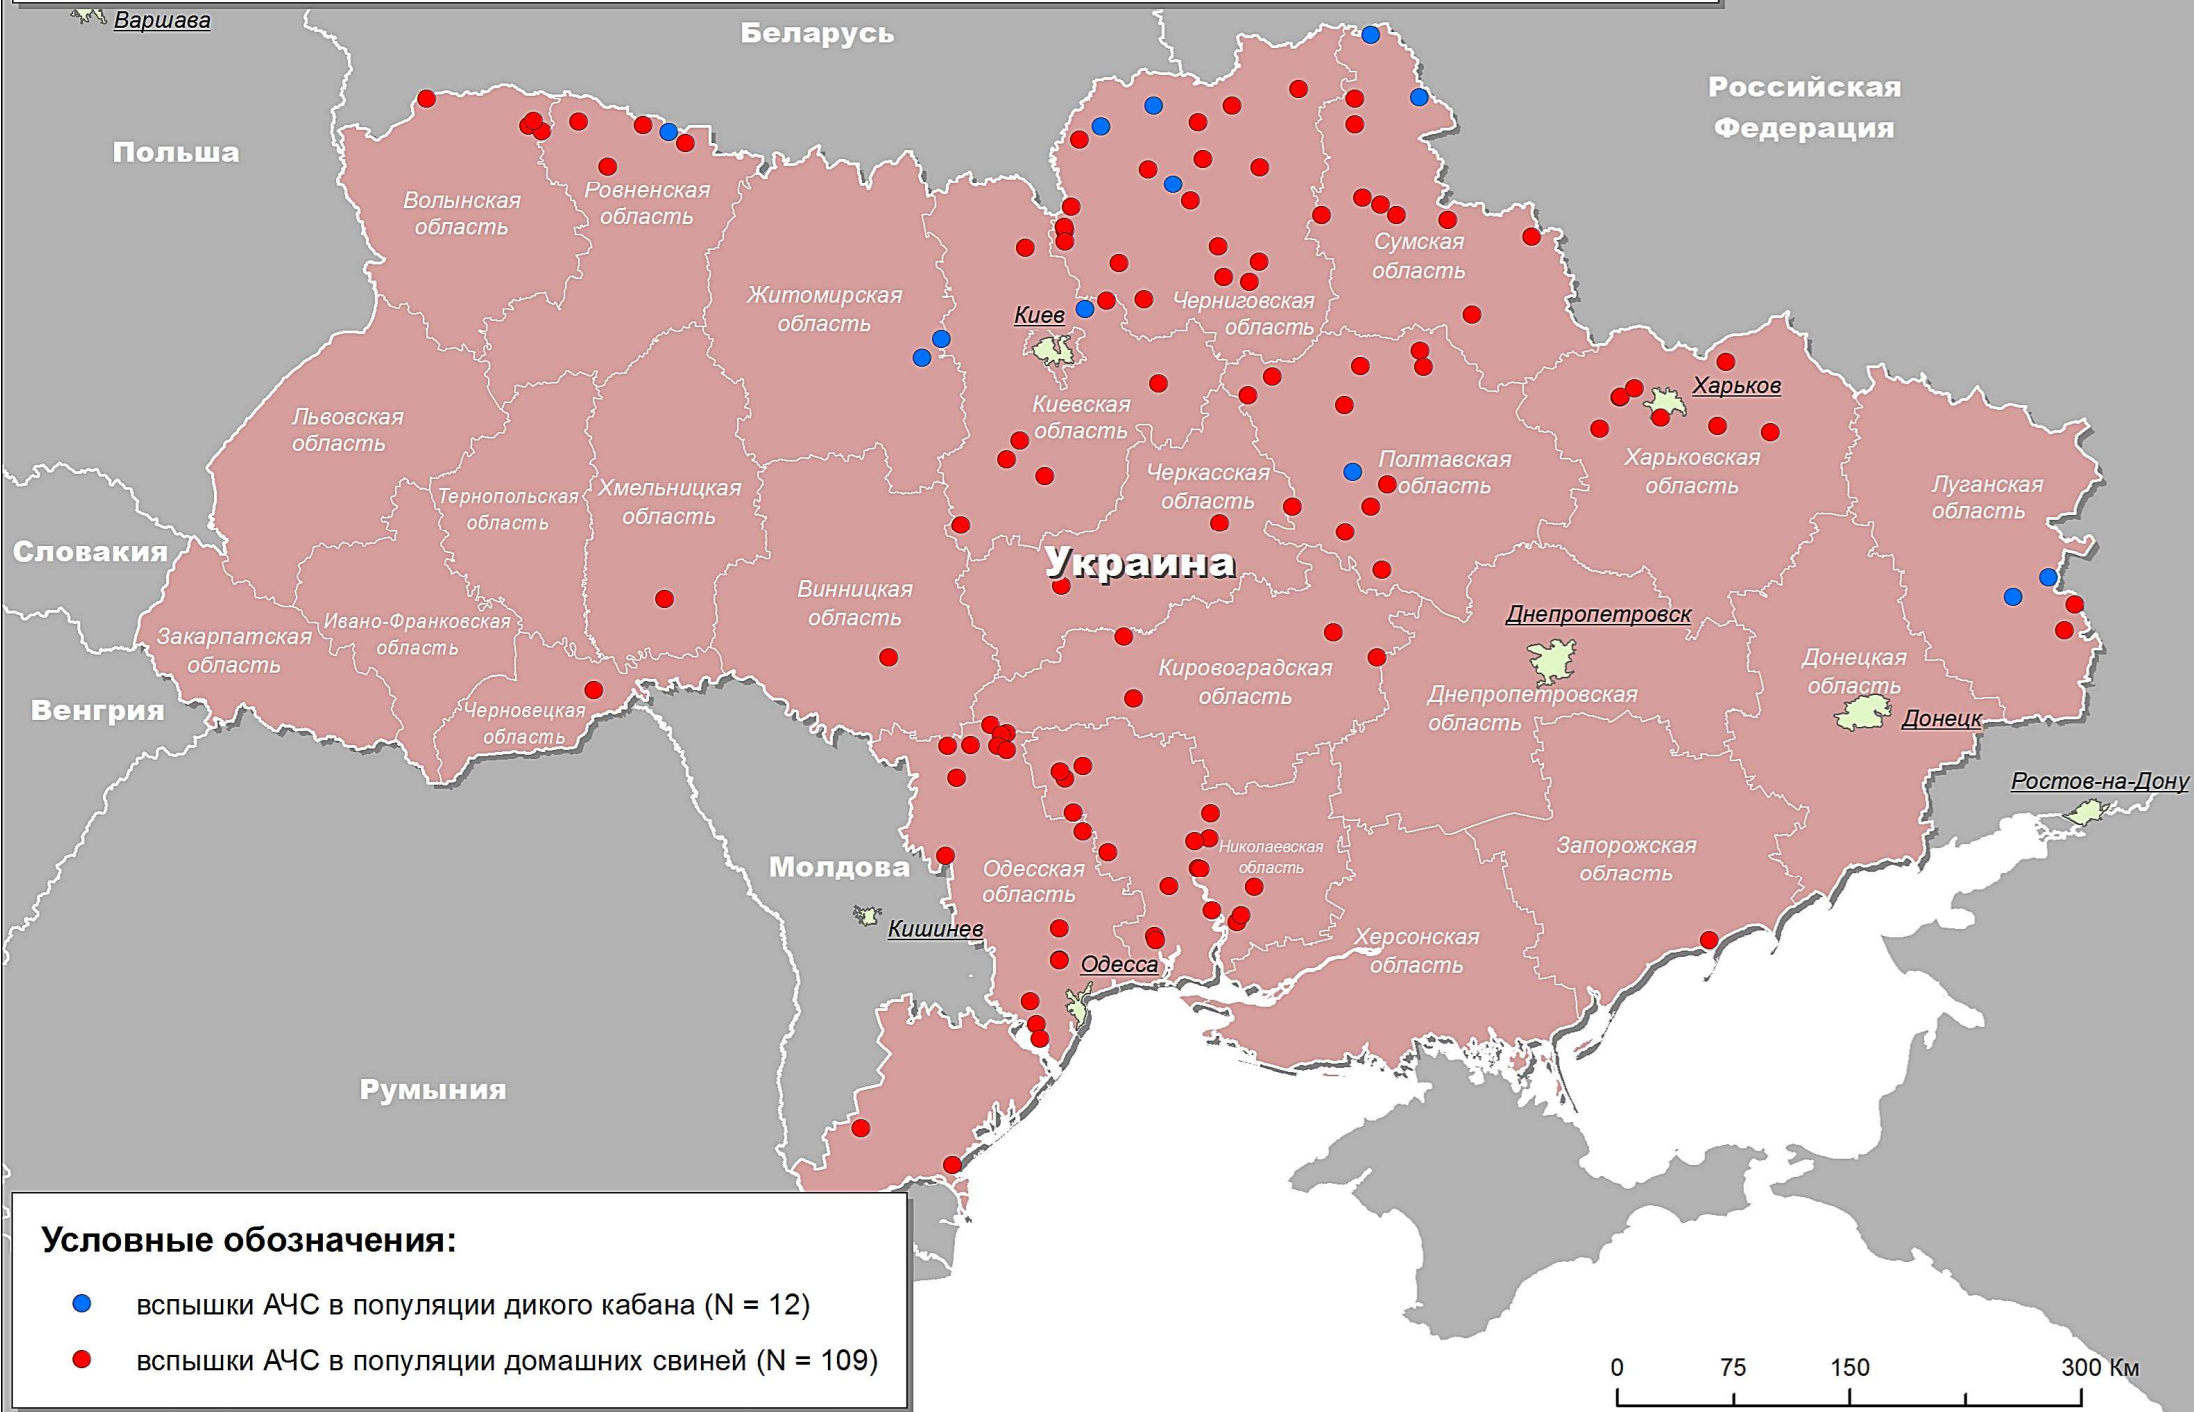 Варшава
Беларусь
Российская
Федерация
Польша
Волынская
область
Ровненская
область
Сумская
область
Житомирская
область
Черниговская
область
Киев
Харьков
Львовская
область
Киевская
область
Черкасская
область
Полтавская
область
Харьковская
область
Луганская
область
Тернопольская
область
Хмельницкая
область
Словакия
Украина
Винницкая
область
Днепропетровск
Ивано-Франковская
область
Закарпатская
область
Кировоградская
область
Донецкая
область
Днепропетровская
область
Венгрия
Черновецкая
область
Донецк
Ростов-на-Дону
Молдова
Одесская
область
Николаевская
область
Запорожская
область
Кишинев
Херсонская
область
Одесса
Румыния
Условные обозначения:
вспышки АЧС в популяции дикого кабана (N = 12)
вспышки АЧС в популяции домашних свиней (N = 109)
0 75 150 300 Км